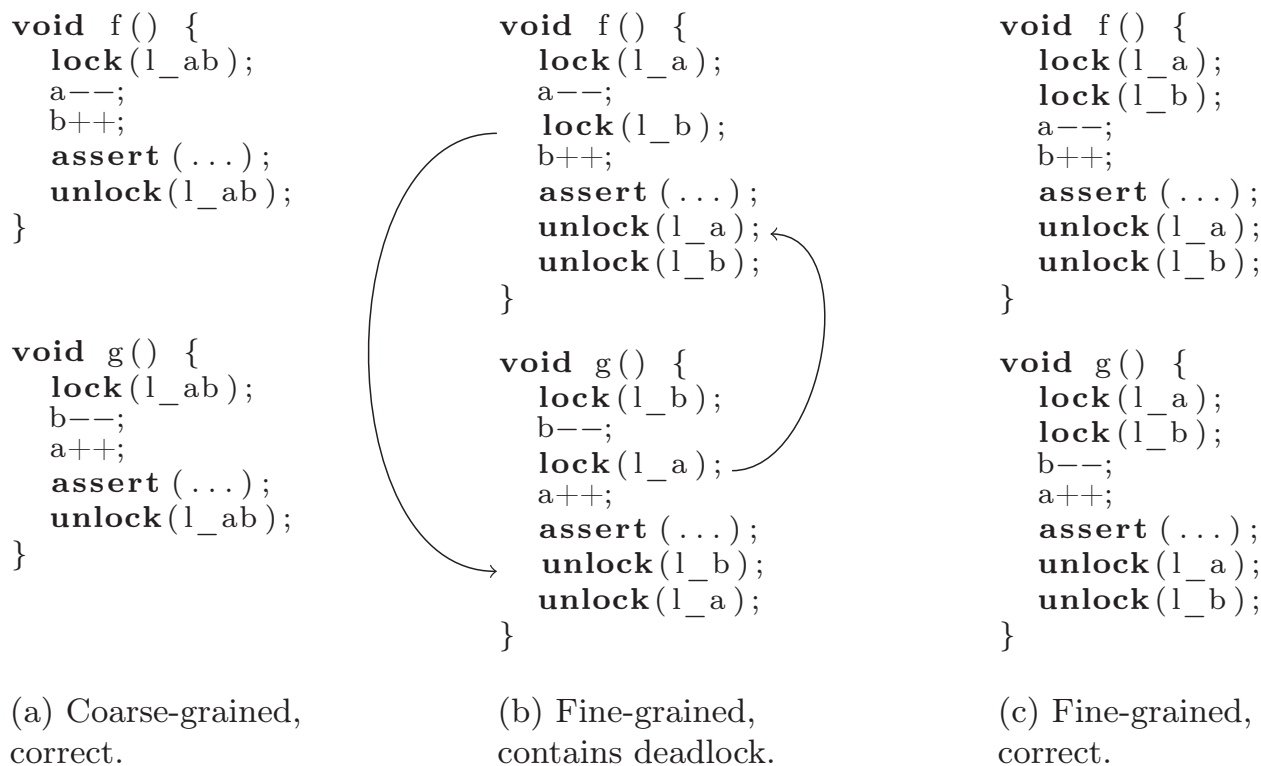 void f() {
lock(l_ab);
a−−;
b++;
assert(...);
unlock(l_ab);
}
void g() {
lock(l_ab);
b−−;
a++;
assert(...);
unlock(l_ab);
}
(a) Coarse-grained,
correct.
void f() {
lock(l_a);
a−−;
lock(l_b);
b++;
assert(...);
unlock(l_a);
unlock(l_b);
}
void g() {
lock(l_b);
b−−;
lock(l_a);
a++;
assert(...);
unlock(l_b);
unlock(l_a);
}
(b) Fine-grained,
contains deadlock.
void f() {
lock(l_a);
lock(l_b);
a−−;
b++;
assert(...);
unlock(l_a);
unlock(l_b);
}
void g() {
lock(l_a);
lock(l_b);
b−−;
a++;
assert(...);
unlock(l_a);
unlock(l_b);
}
(c) Fine-grained,
correct.